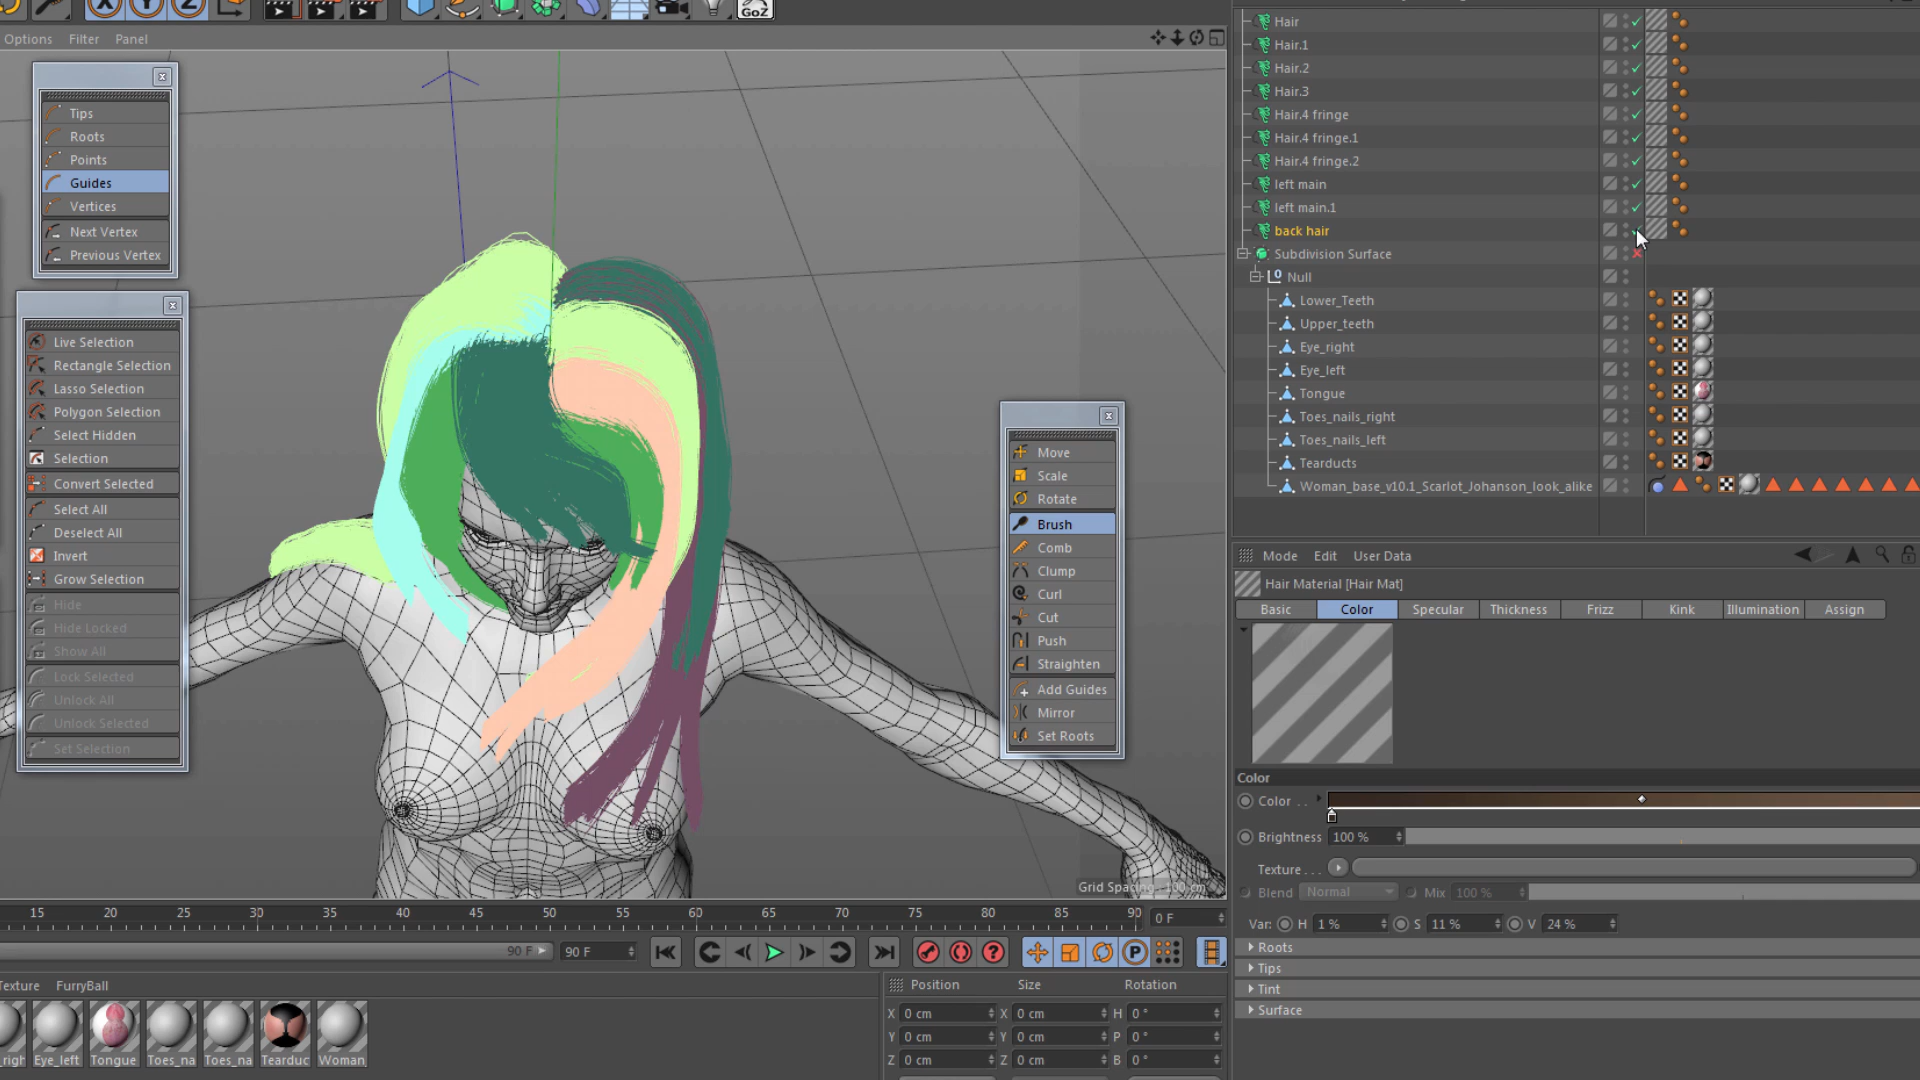 GoZ
Options Filter Panel
Tips
Roots
Points
Guides
Vertices
Next Vertex
Previous Vertex
Live Selection
Rectangle Selection
Lasso Selection
Polygon Selection
Select Hidden
Selection
Convert Selected
Select All
Deselect All
Invert
Grow Selection
Hide
Hide Locked
Show All
Lock Selected
Unlock All
Unlock Selected
Set Selection
Move
Scale
Rotate
Brush
Comb
Clump
Curl
Cut
Push
Straighten
Add Guides
Mirror
Set Roots
Grid Spacing : 100 cm
15 20 25 30 35 40 45 50 55 60 65 70 75 80 85 90 0 F
90 F 90 F
P
Texture FurryBall
Eye_left Tongue Toes_na Toes_na Tearduc Woman
Position Size Rotation
X 0 cm X 0 cm H 0 °
Y 0 cm Y 0 cm P 0 °
Z 0 cm Z 0 cm B 0 °
Hair
Hair.1
Hair.2
Hair.3
Hair.4 fringe
Hair.4 fringe.1
Hair.4 fringe.2
left main
left main.1
back hair
Subdivision Surface
Null
Lower_Teeth
Upper_teeth
Eye_right
Eye_left
Tongue
Toes_nails_right
Toes_nails_left
Tearducts
Woman_base_v10.1_Scarlot_Johanson_look_alike
Mode Edit User Data
Hair Material [Hair Mat]
Basic Color Specular Thickness Frizz Kink Illumination Assign
Color
Color . .
Brightness 100 %
Texture . . .
Blend Normal Mix 100 %
Var: H 1 % S 11 % V 24 %
Roots
Tips
Tint
Surface